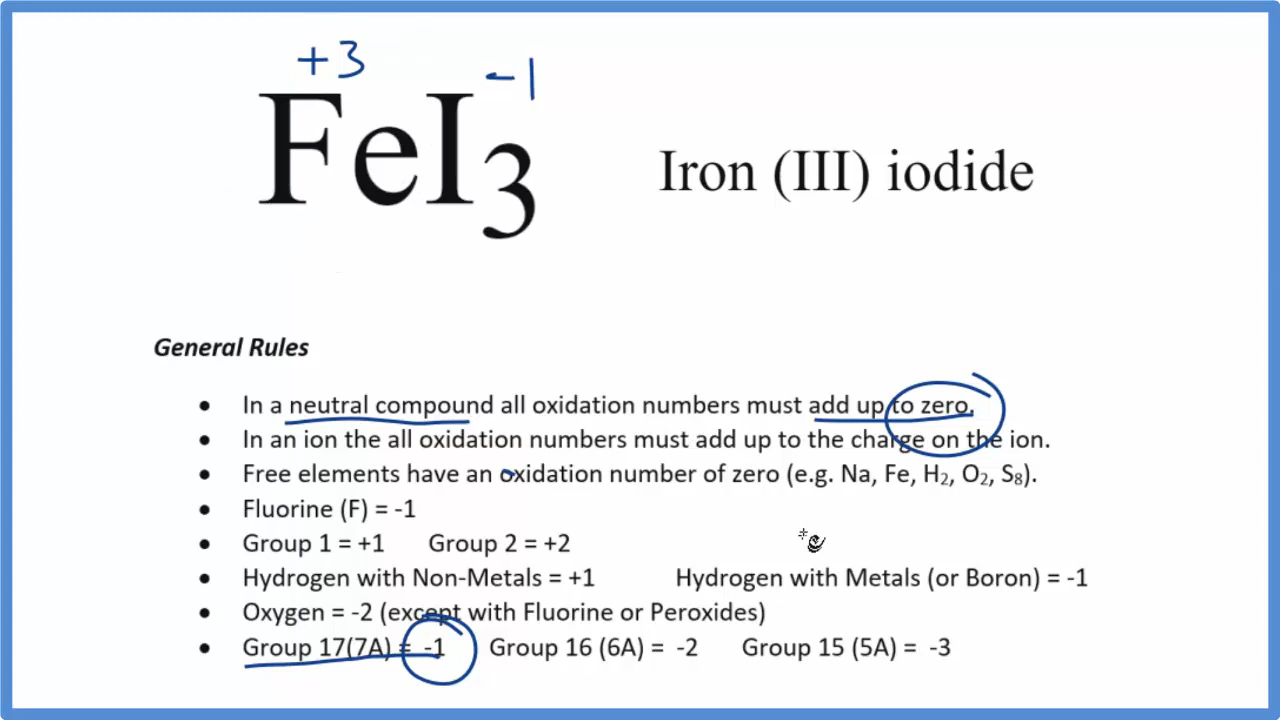 +3 -1
FeI₃ Iron (III) iodide
General Rules
• In a neutral compound all oxidation numbers must add up to zero.
• In an ion the all oxidation numbers must add up to the charge on the ion.
• Free elements have an oxidation number of zero (e.g. Na, Fe, H₂, O₂, S₈).
• Fluorine (F) = -1
• Group 1 = +1 Group 2 = +2
• Hydrogen with Non-Metals = +1 Hydrogen with Metals (or Boron) = -1
• Oxygen = -2 (except with Fluorine or Peroxides)
• Group 17(7A) = -1 Group 16 (6A) = -2 Group 15 (5A) = -3